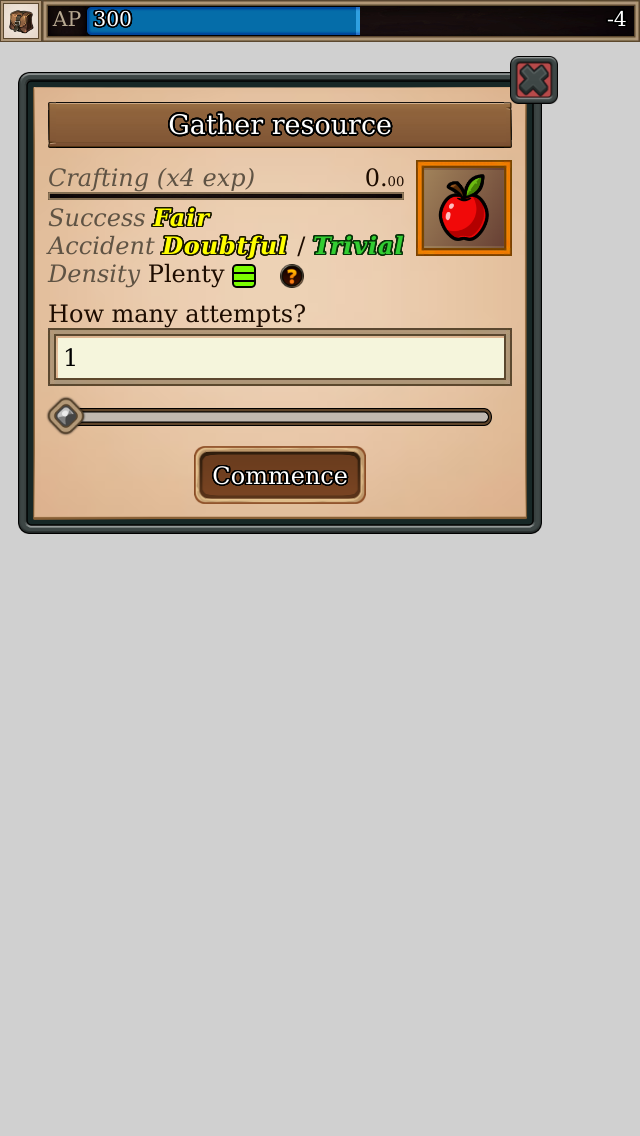 AP 300 -4
Gather resource
Crafting (x4 exp) 0.00
Success Fair
Accident Doubtful / Trivial
Density Plenty ?
How many attempts?
1
Commence